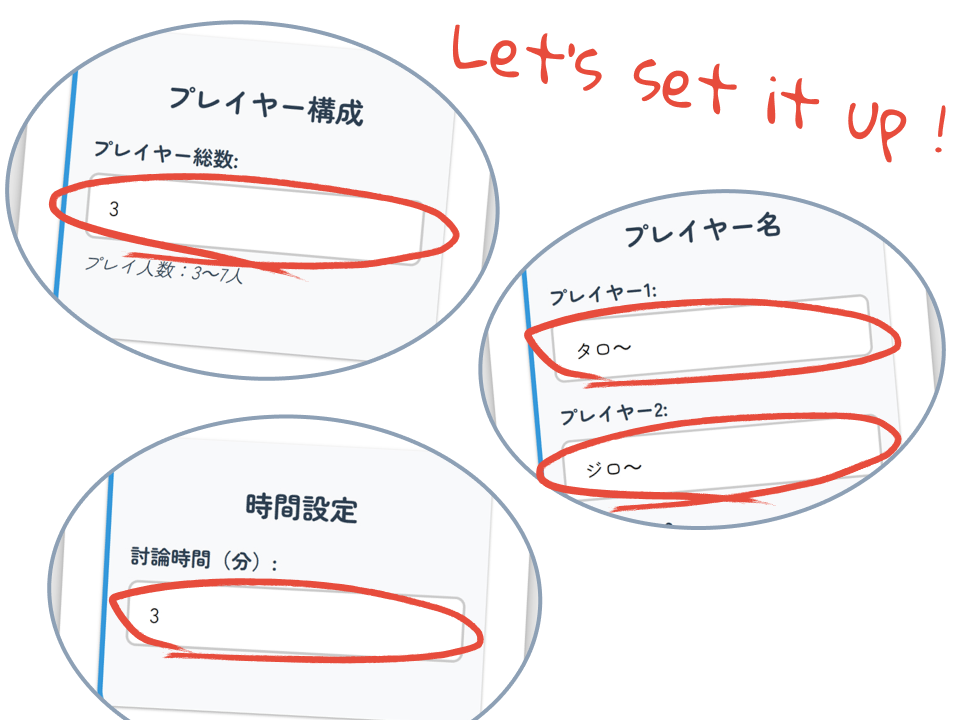 Let's set it up!
プレイヤー構成
プレイヤー総数:
3
プレイ人数：3〜7人
プレイヤー名
プレイヤー1:
タロ〜
プレイヤー2:
ジロ〜
時間設定
討論時間（分）:
3